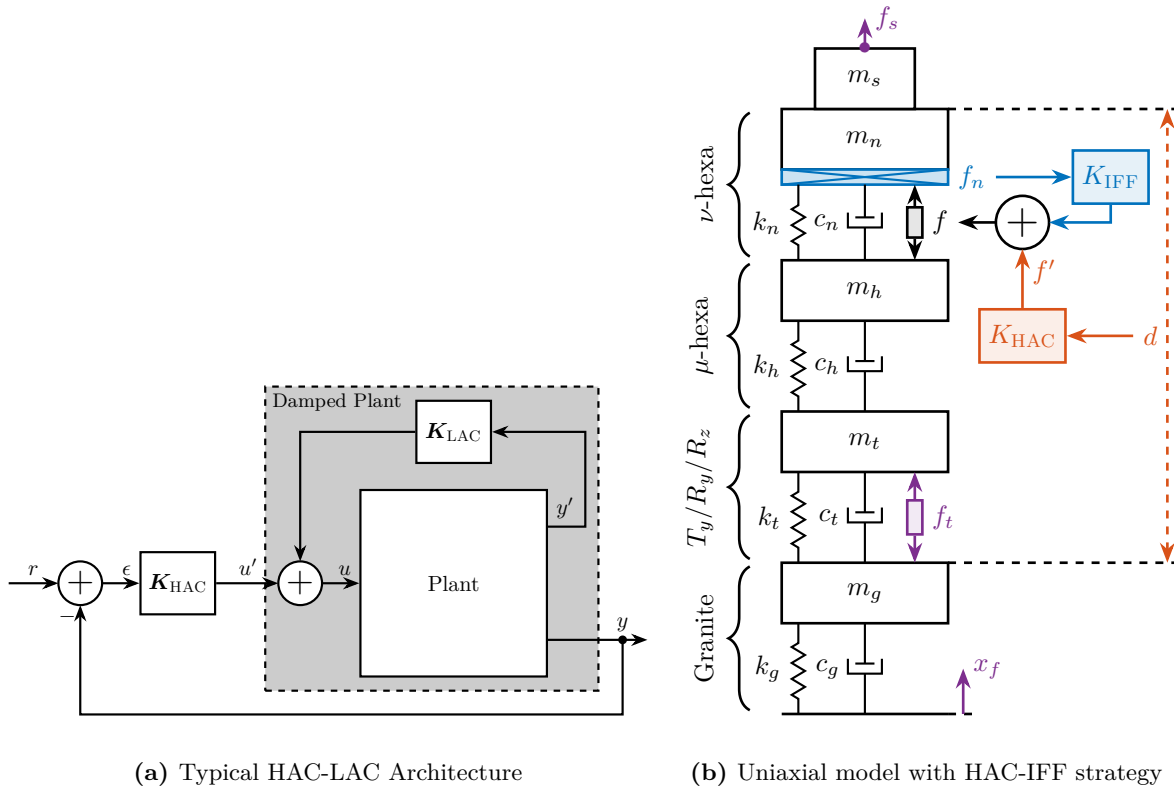 f_s
m_s
m_n
f_n
K_IFF
ν-hexa
k_n
c_n
f
+
f′
m_h
K_HAC
d
μ-hexa
k_h
c_h
Damped Plant
K_LAC
m_t
T_y/R_y/R_z
y′
k_t
c_t
f_t
r
+
ϵ
K_HAC
u′
+
u
Plant
−
y
m_g
Granite
k_g
c_g
x_f
(a) Typical HAC-LAC Architecture
(b) Uniaxial model with HAC-IFF strategy